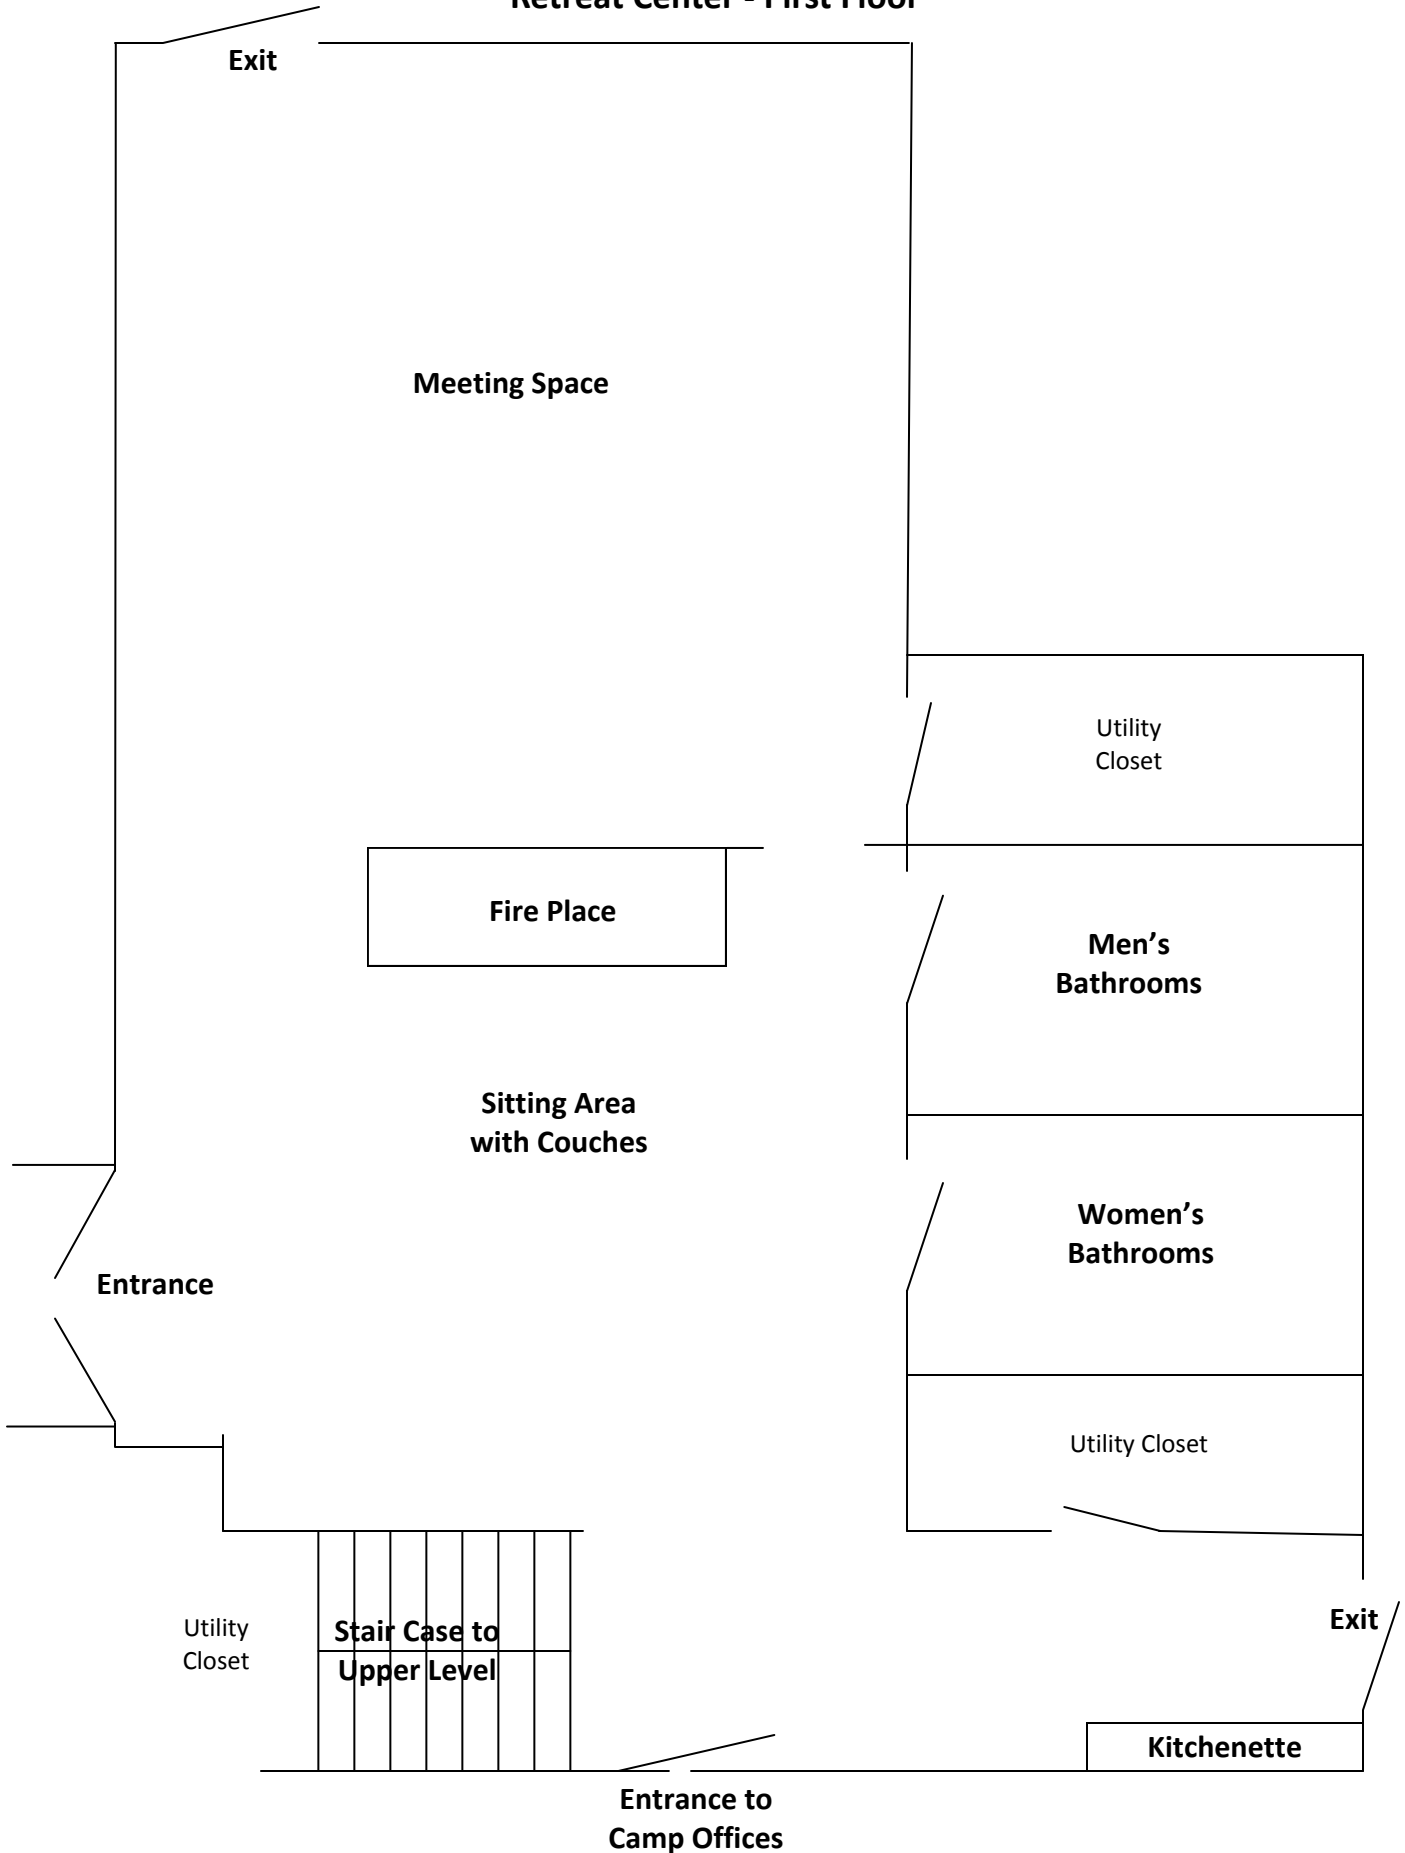 Retreat Center - First Floor
Exit
Meeting Space
Utility
Closet
Fire Place
Men’s
Bathrooms
Sitting Area
with Couches
Women’s
Bathrooms
Entrance
Utility Closet
Exit
Utility
Closet
Stair Case to
Upper Level
Kitchenette
Entrance to
Camp Offices